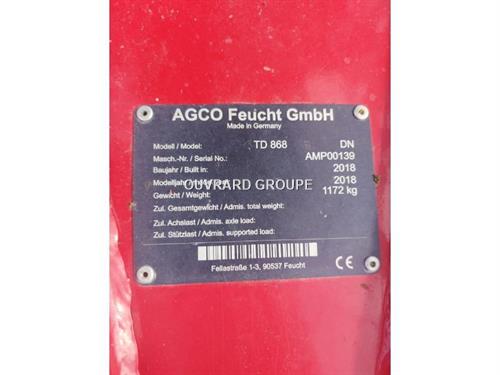 AGCO Feucht GmbH
Made in Germany
Modell / Model: TD 868 DN
Masch.-Nr / Serial No.: AMP00139
Baujahr / Built in: 2018
Modelljahr 2018
OUVRARD GROUPE
Gewicht / Weight: 1172 kg
Zul. Gesamtgewicht / Admis. total weight:
Zul. Achslast / Admis. axle load:
Zul. Stützlast / Admis. supported load:
Fellastraße 1-3, 90537 Feucht CE